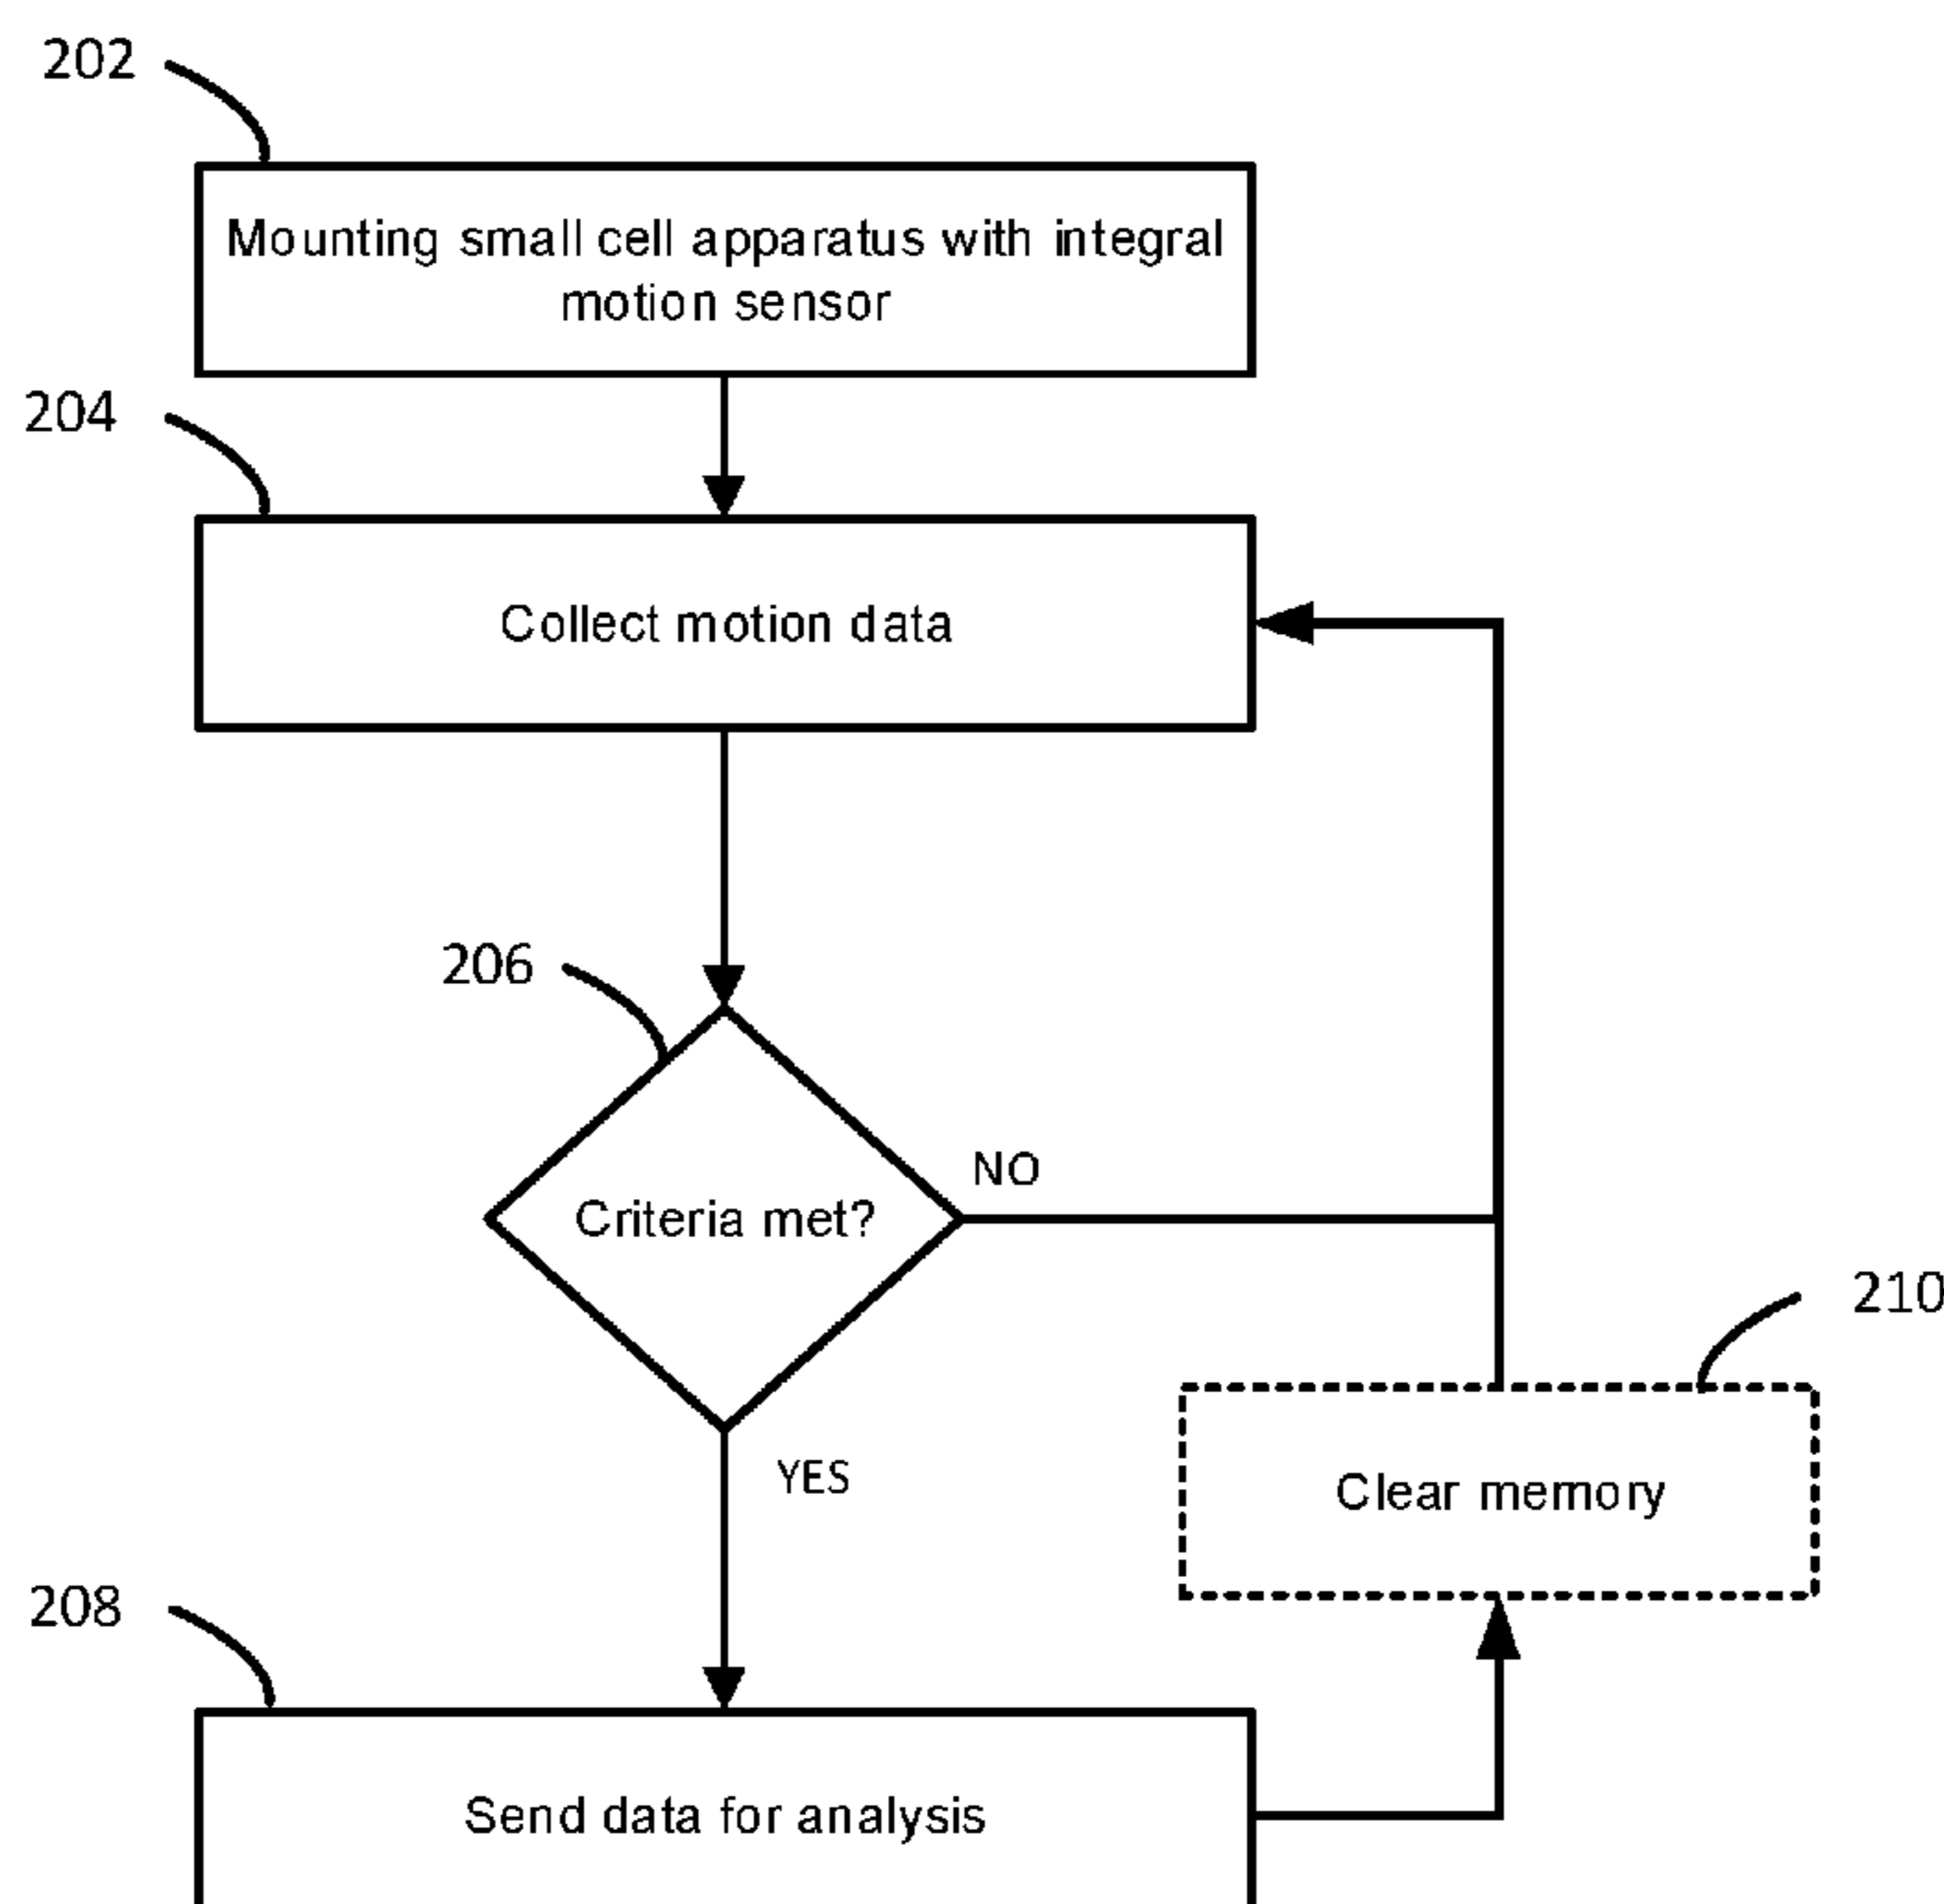 202
Mounting small cell apparatus with integral
motion sensor
204
Collect motion data
206
NO
Criteria met?
210
YES
Clear memory
208
Send data for analysis